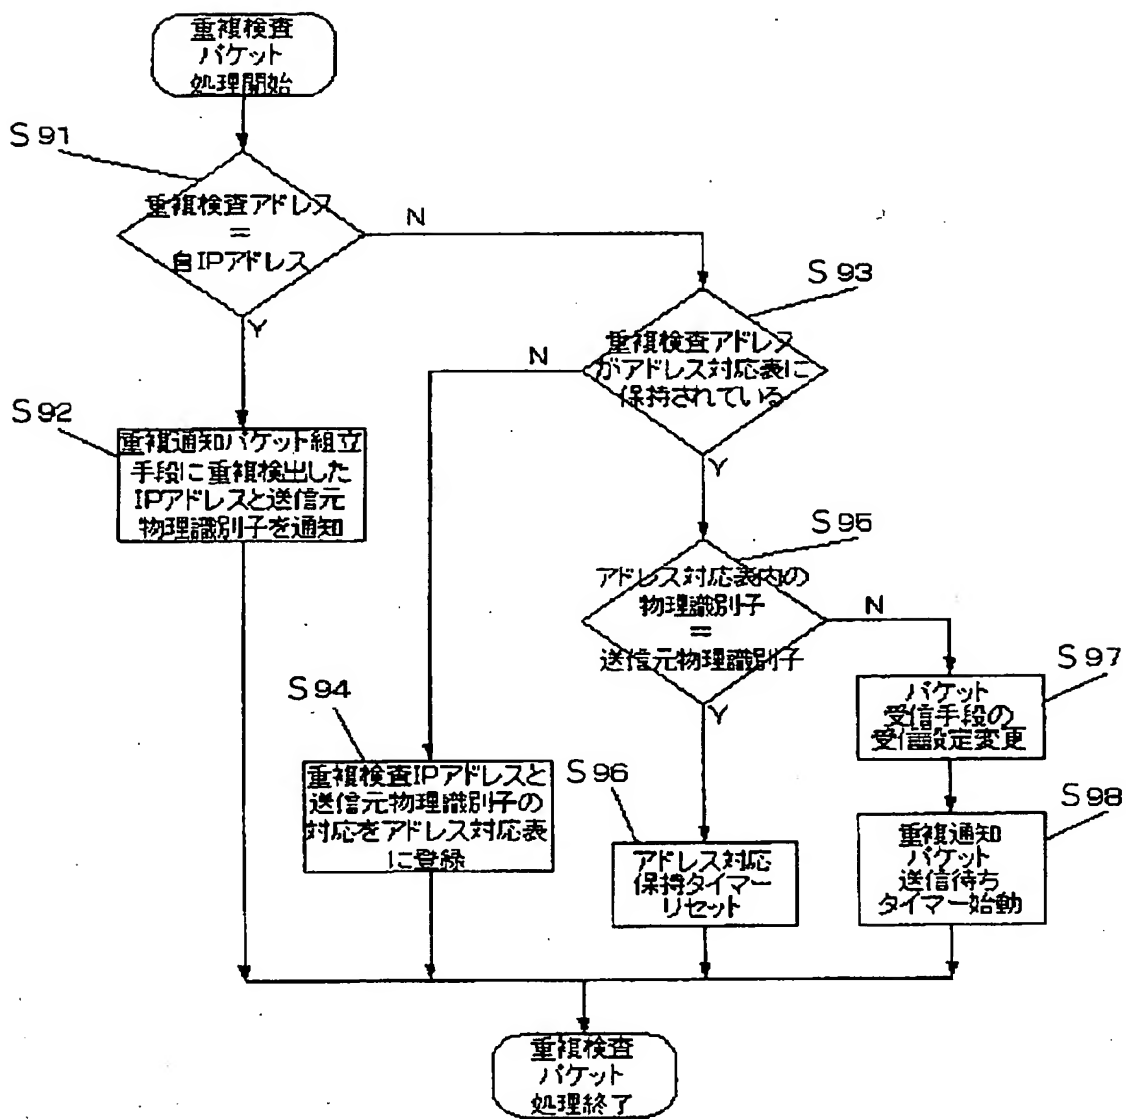 重複検査
パケット
処理開始
S91
重複検査アドレス
=
自IPアドレス
N
Y
S93
重複検査アドレス
がアドレス対応表に
保持されている
N
Y
S92
重複通知パケット組立
手段に重複検出した
IPアドレスと送信元
物理識別子を通知
S95
アドレス対応表内の
物理識別子
=
送信元物理識別子
N
Y
S97
パケット
受信手段の
受信設定変更
S94
重複検査IPアドレスと
送信元物理識別子の
対応をアドレス対応表
に登録
S96
アドレス対応
保持タイマー
リセット
S98
重複通知
パケット
送信待ち
タイマー始動
重複検査
パケット
処理終了